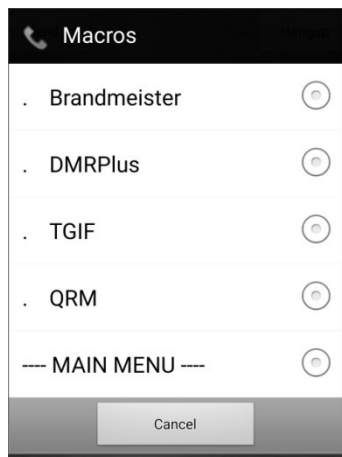 Macros
. Brandmeister
. DMRPlus
. TGIF
. QRM
---- MAIN MENU ----
Cancel